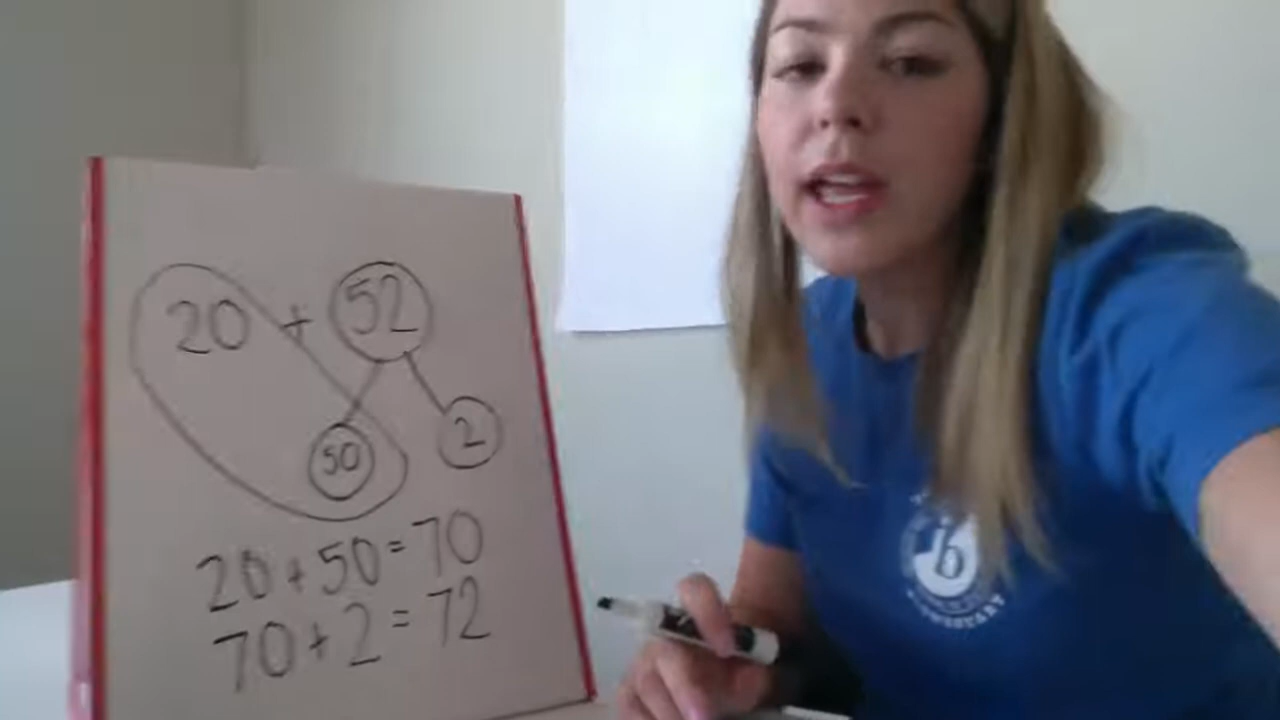 20 + 52
50 2
20 + 50 = 70
70 + 2 = 72
b